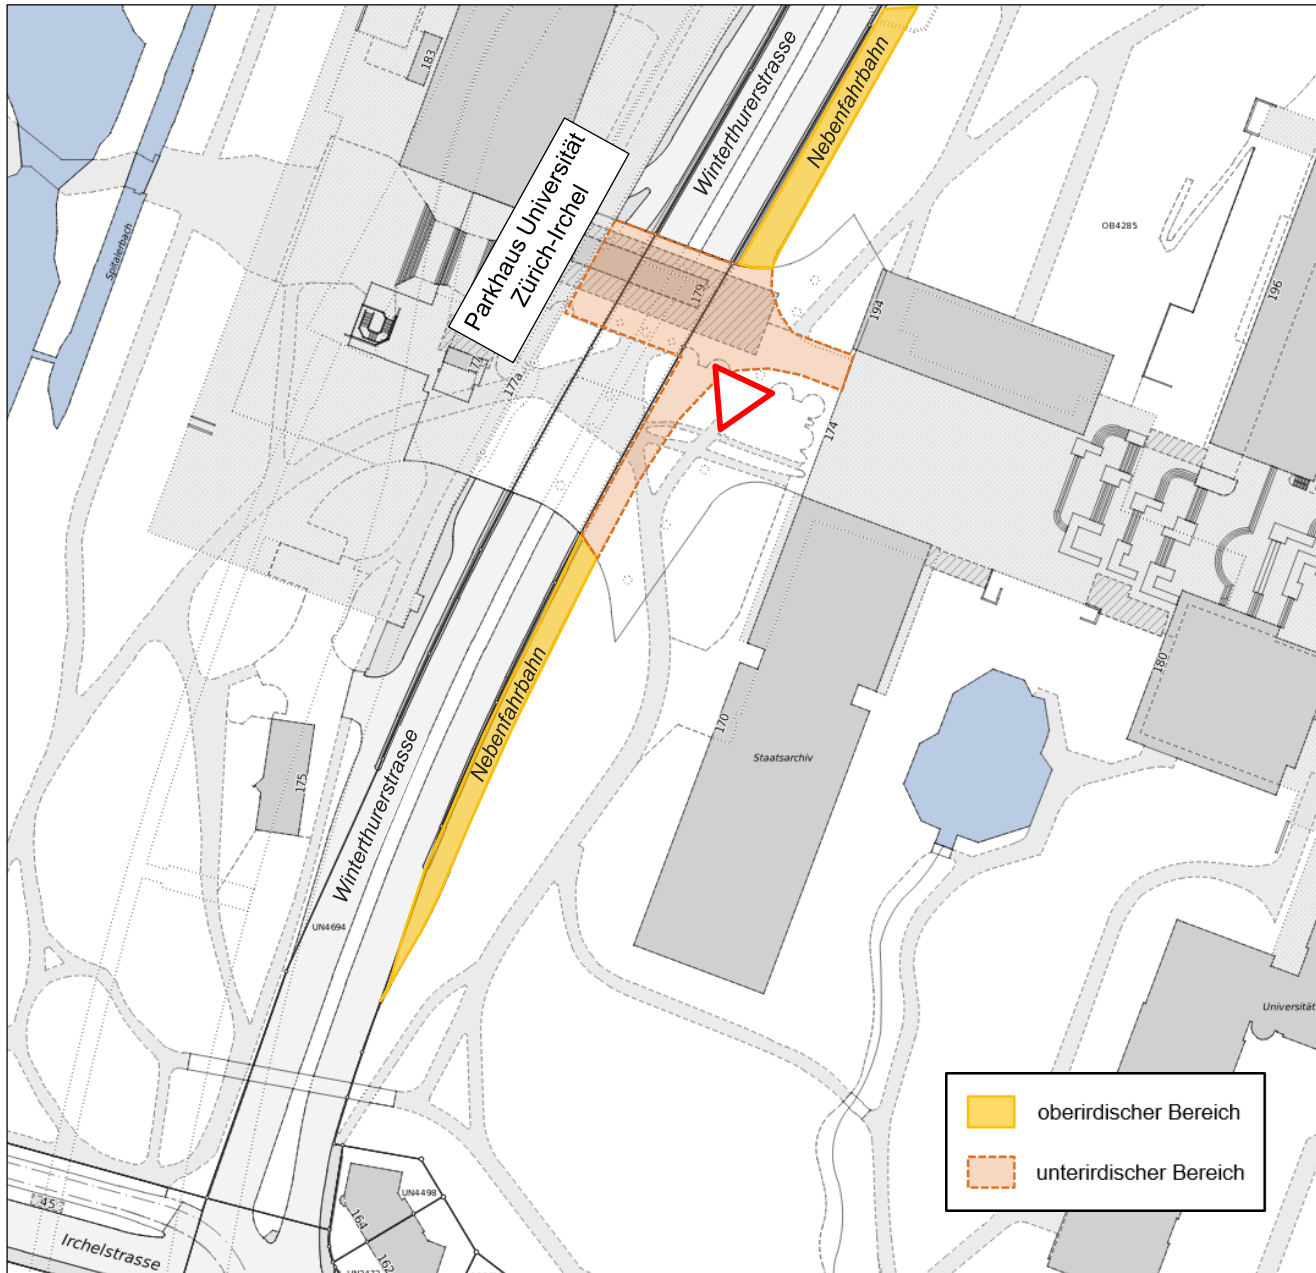 183
Winterthurerstrasse
Nebenfahrbahn
Parkhaus Universität
Zürich-Irchel
Spitalerbach
OB4285
196
179
194
177a
174
180
170
Staatsarchiv
Nebenfahrbahn
175
Winterthurerstrasse
UN4694
Universität
oberirdischer Bereich
unterirdischer Bereich
UN4498
45
164
Irchelstrasse
162